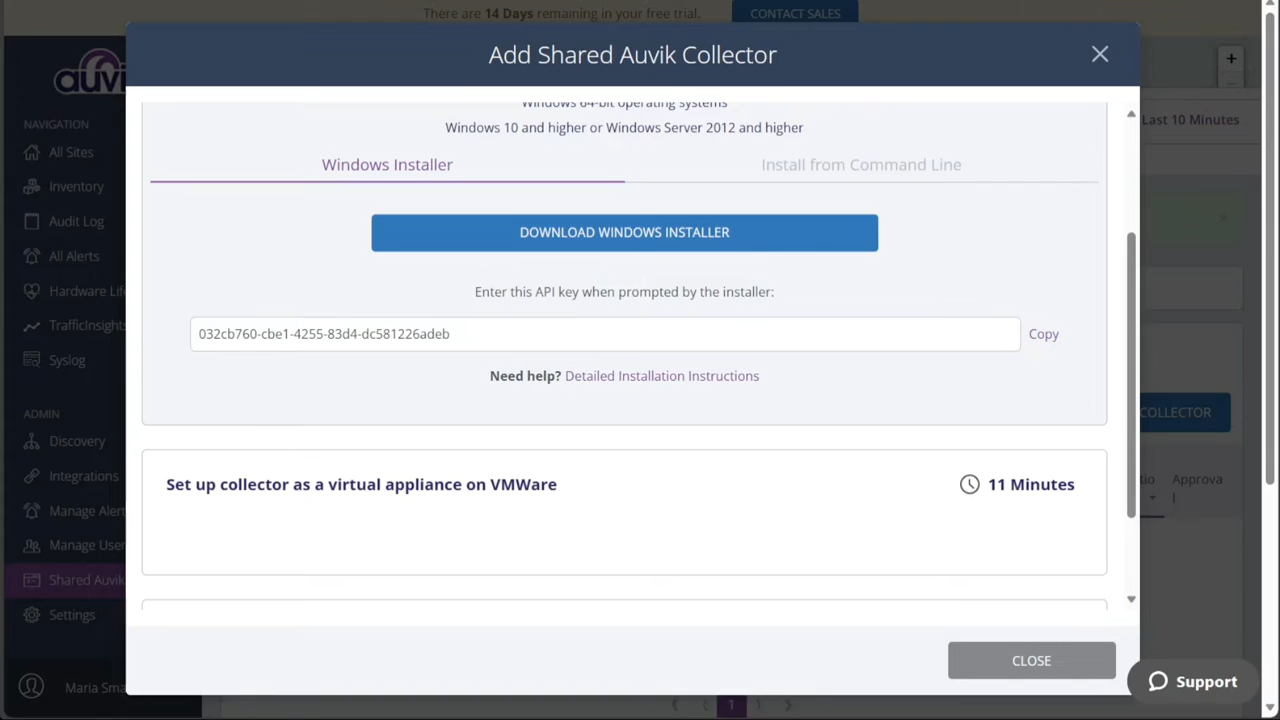 There are 14 Days remaining in your free trial.
CONTACT SALES
Add Shared Auvik Collector
auvi
NAVIGATION
All Sites
Inventory
Audit Log
All Alerts
Hardware Life
TrafficInsights
Syslog
ADMIN
Discovery
Integrations
Manage Alert
Manage User
Shared Auvik
Settings
Maria Sma
Windows 64-bit operating systems
Windows 10 and higher or Windows Server 2012 and higher
Windows Installer
Install from Command Line
DOWNLOAD WINDOWS INSTALLER
Enter this API key when prompted by the installer:
032cb760-cbe1-4255-83d4-dc581226adeb
Copy
Need help? Detailed Installation Instructions
Set up collector as a virtual appliance on VMWare
11 Minutes
CLOSE
+
Last 10 Minutes
COLLECTOR
tio
Approva
l
1
Support